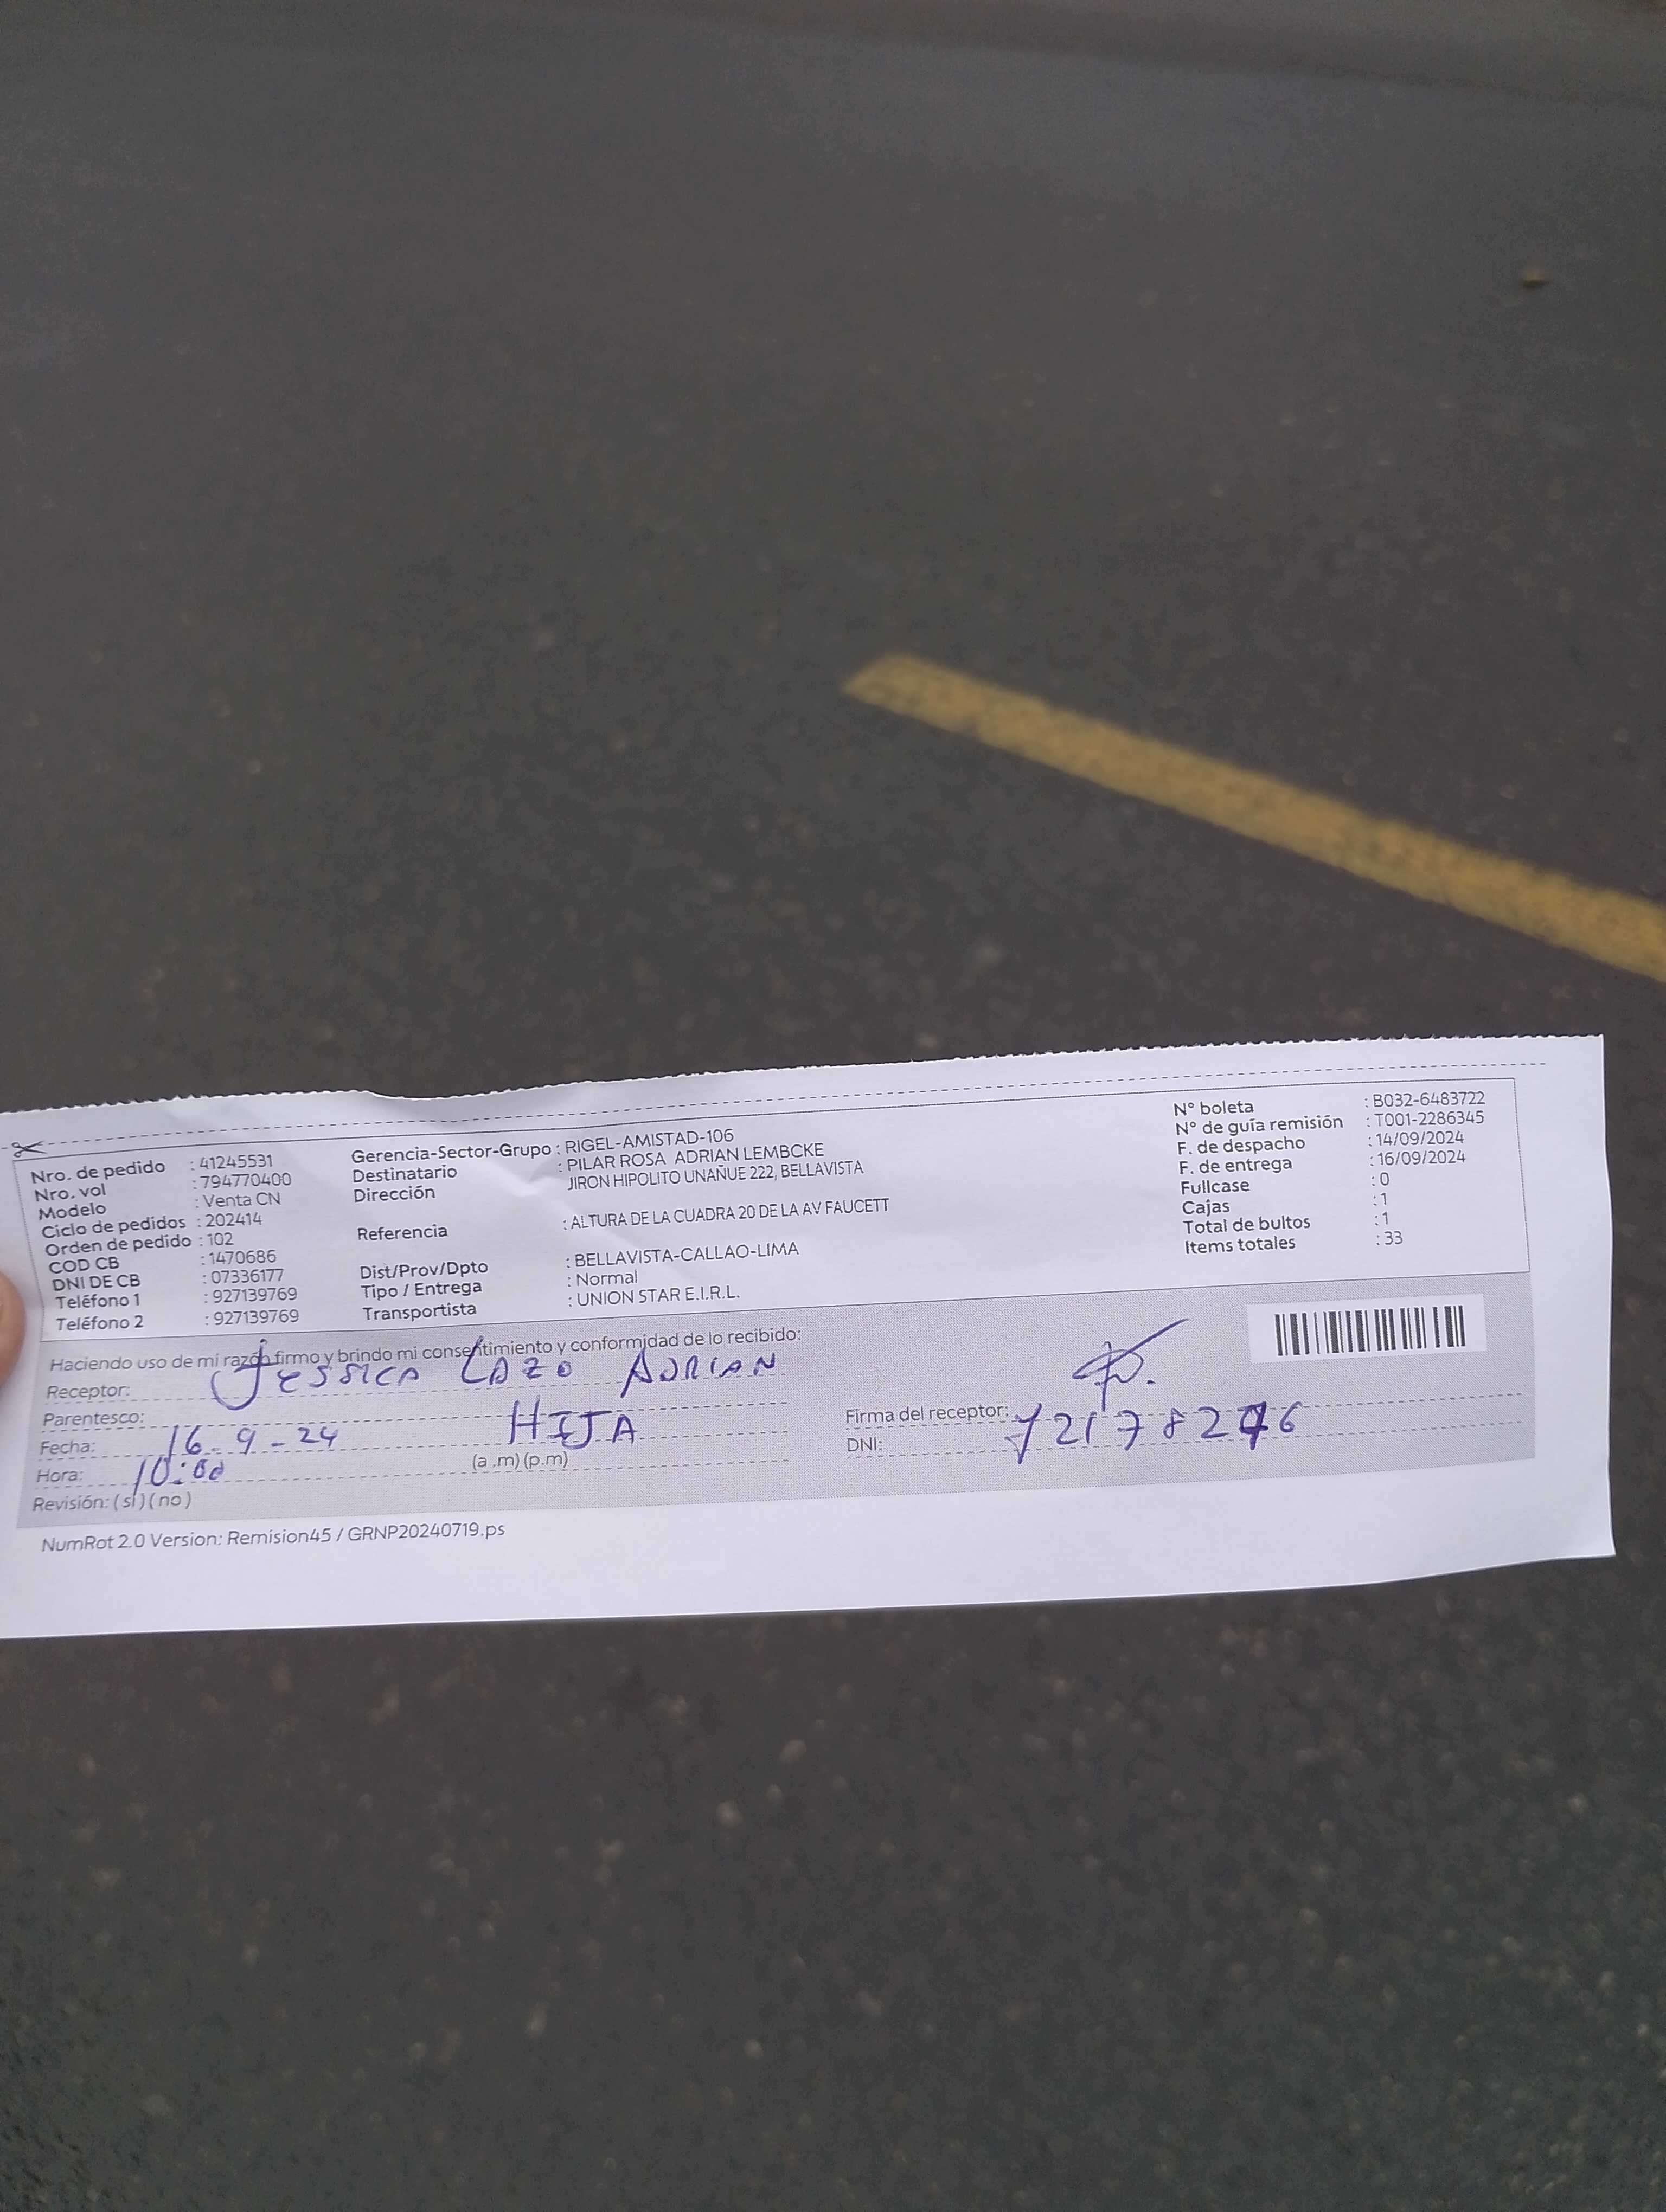 Nro. de pedido : 41245531
Nro. vol : 794770400
Modelo : Venta CN
Ciclo de pedidos : 202414
Orden de pedido : 102
COD CB : 1470686
DNI DE CB : 07336177
Teléfono 1 : 927139769
Teléfono 2 : 927139769
Gerencia-Sector-Grupo : RIGEL-AMISTAD-106
Destinatario : PILAR ROSA ADRIAN LEMBCKE
Dirección JIRON HIPOLITO UNAÑUE 222, BELLAVISTA
Referencia : ALTURA DE LA CUADRA 20 DE LA AV FAUCETT
Dist/Prov/Dpto : BELLAVISTA-CALLAO-LIMA
Tipo / Entrega : Normal
Transportista : UNION STAR E.I.R.L.
N° boleta : B032-6483722
N° de guía remisión : T001-2286345
F. de despacho : 14/09/2024
F. de entrega : 16/09/2024
Fullcase : 0
Cajas : 1
Total de bultos : 1
Items totales : 33
Haciendo uso de mi razón firmo y brindo mi consentimiento y conformidad de lo recibido:
Receptor: Jessica Lazo Adrian
Parentesco: HIJA
Fecha: 16-9-24
Hora: 10:00 (a .m) (p.m)
Revisión: (si) (no)
Firma del receptor:
DNI:
NumRot 2.0 Version: Remision45 / GRNP20240719.ps